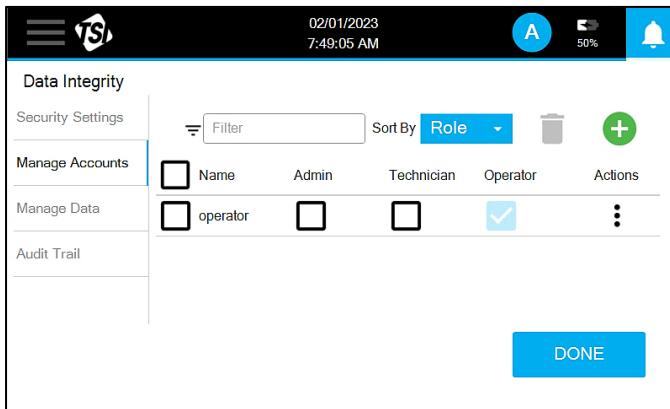 TSI
02/01/2023
7:49:05 AM
A
50%
Data Integrity
Security Settings
Manage Accounts
Manage Data
Audit Trail
Filter
Sort By Role
Name Admin Technician Operator Actions
operator
DONE